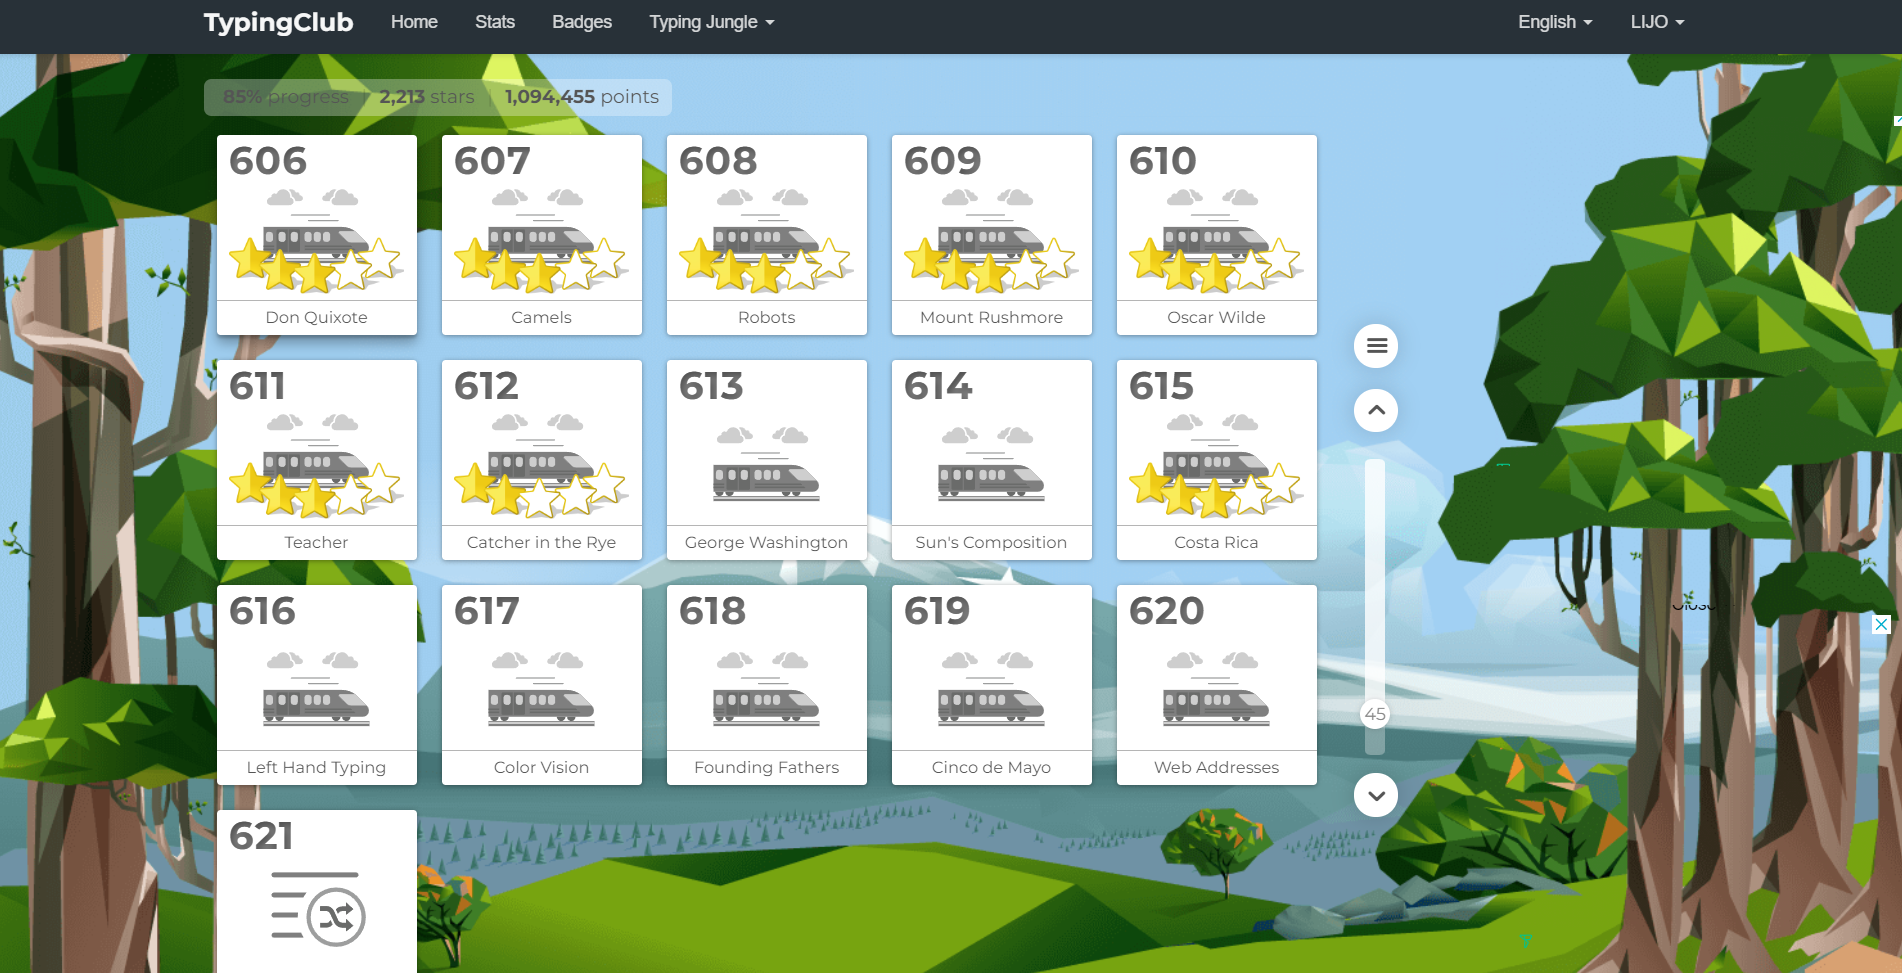 TypingClub Home Stats Badges Typing Jungle English LIJO
85% progress | 2,213 stars | 1,094,455 points
606 607 608 609 610
Don Quixote Camels Robots Mount Rushmore Oscar Wilde
611 612 613 614 615
Teacher Catcher in the Rye George Washington Sun's Composition Costa Rica
616 617 618 619 620
45
Left Hand Typing Color Vision Founding Fathers Cinco de Mayo Web Addresses
621